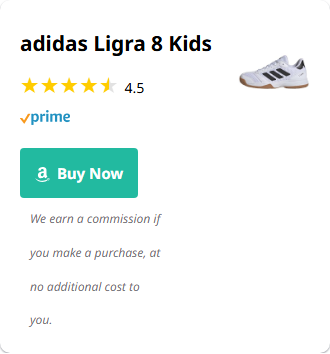 adidas Ligra 8 Kids
4.5
prime
Buy Now
We earn a commission if
you make a purchase, at
no additional cost to
you.